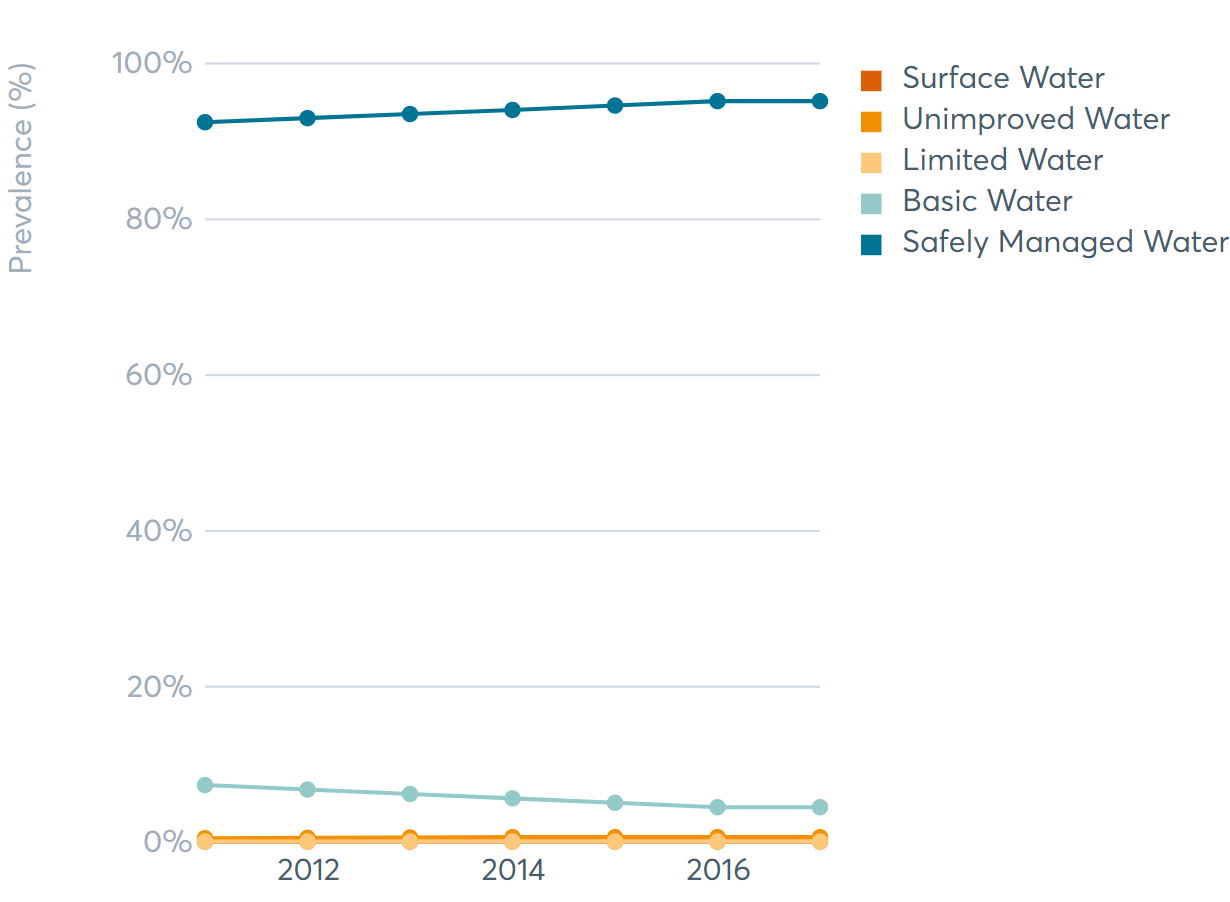 Prevalence (%)
100%
80%
60%
40%
20%
0%
2012
2014
2016
Surface Water
Unimproved Water
Limited Water
Basic Water
Safely Managed Water